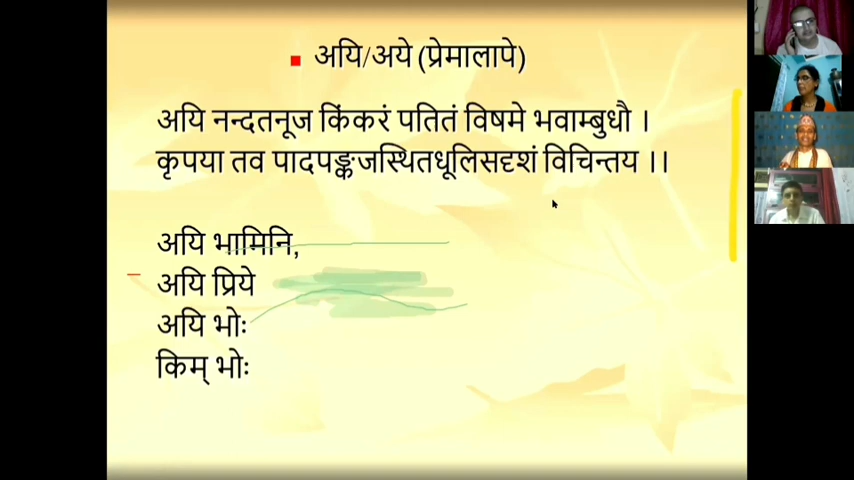 अयि/अये (प्रेमालापे)
अयि नन्दतनूज किंकरं पतितं विषमे भवाम्बुधौ ।
कृपया तव पादपङ्कजस्थितधूलिसदृशं विचिन्तय ।।
अयि भामिनि,
अयि प्रिये
अयि भोः
किम् भोः